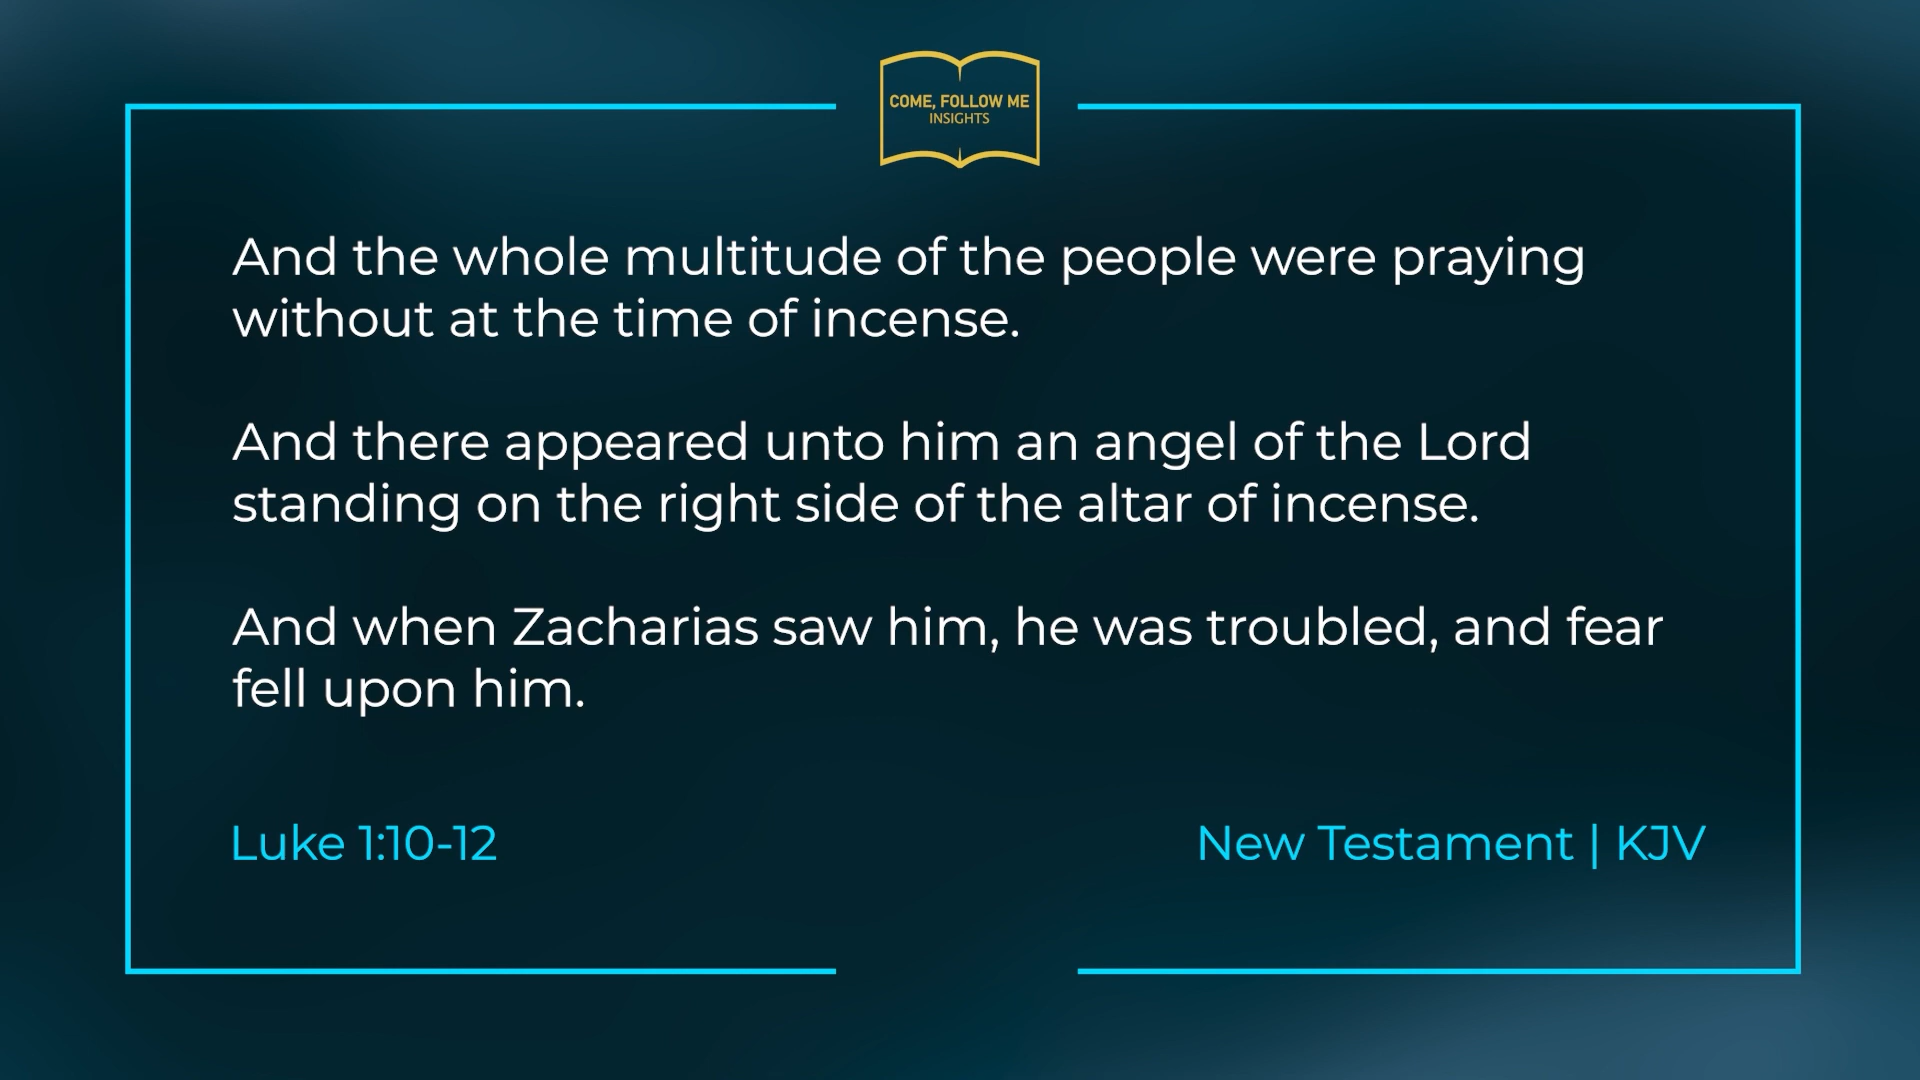 COME, FOLLOW ME
INSIGHTS
And the whole multitude of the people were praying
without at the time of incense.
And there appeared unto him an angel of the Lord
standing on the right side of the altar of incense.
And when Zacharias saw him, he was troubled, and fear
fell upon him.
Luke 1:10-12
New Testament | KJV